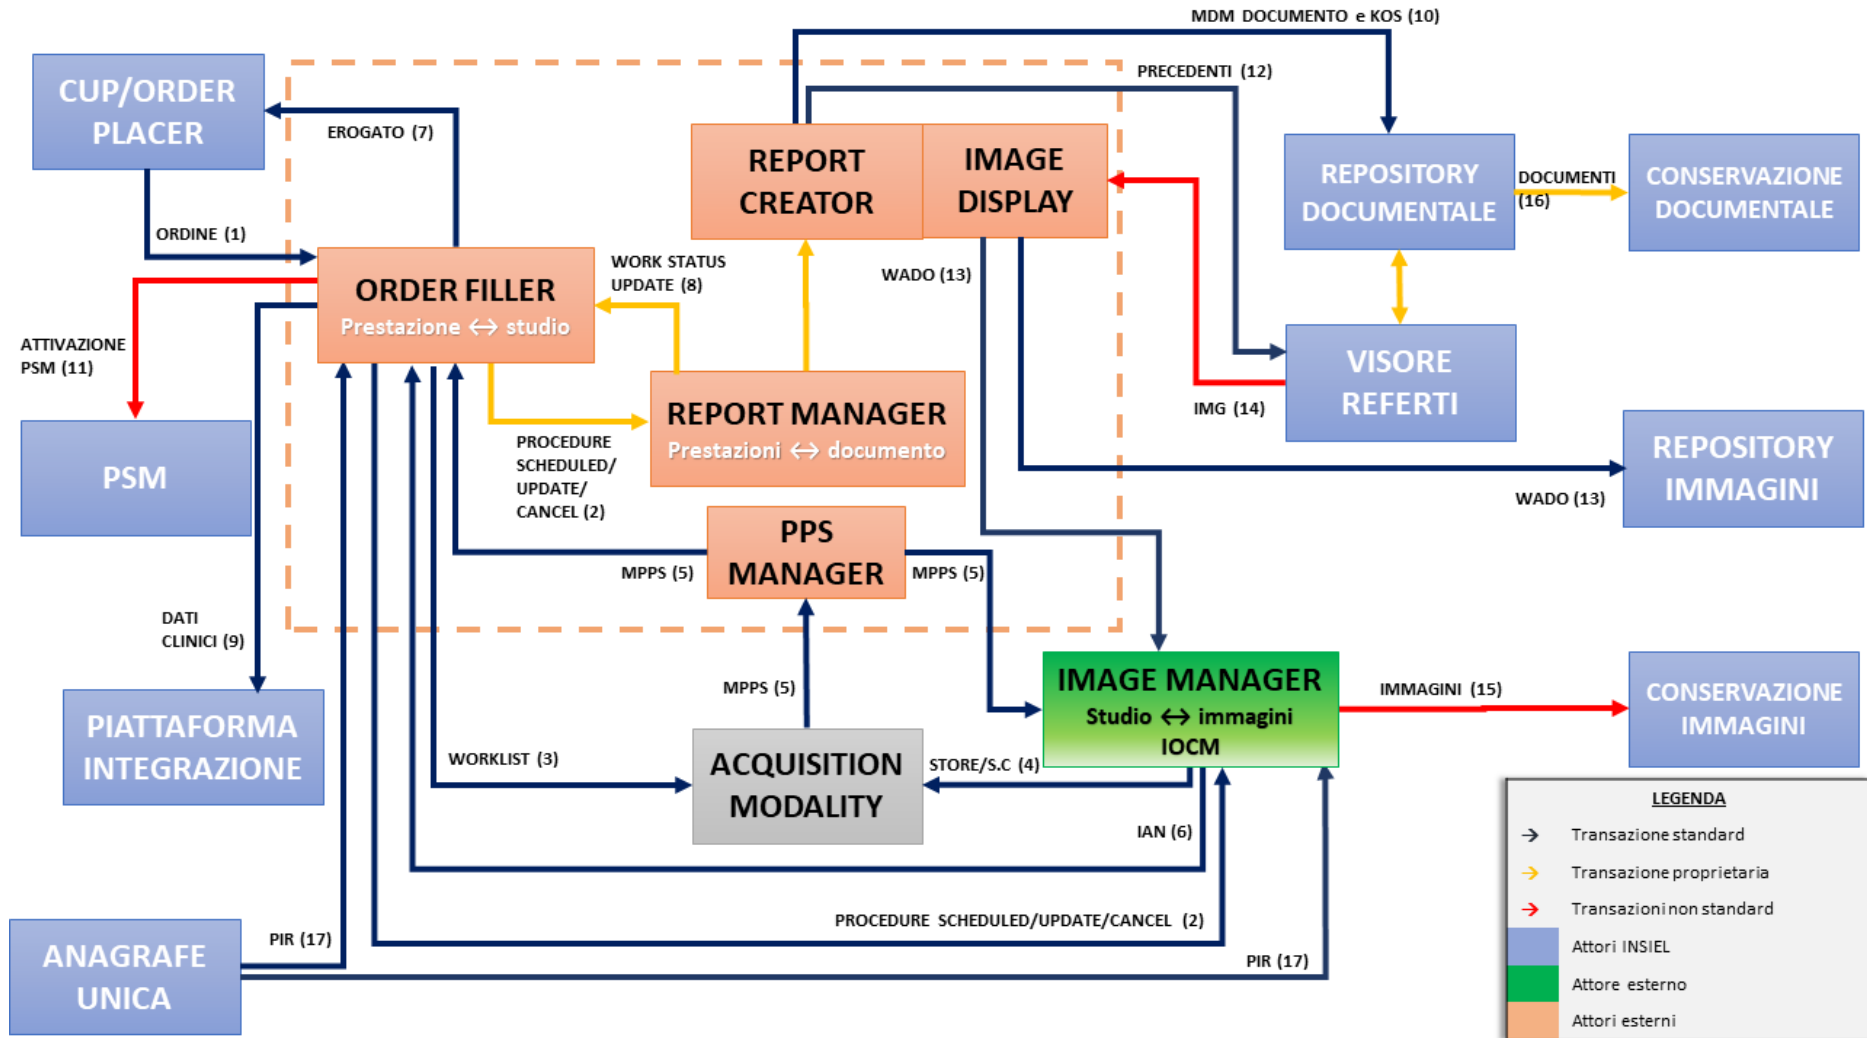 MDM DOCUMENTO e KOS (10)
CUP/ORDER
PLACER
EROGATO (7)
PRECEDENTI (12)
REPORT
CREATOR
IMAGE
DISPLAY
REPOSITORY
DOCUMENTALE
DOCUMENTI
(16)
CONSERVAZIONE
DOCUMENTALE
ORDINE (1)
ORDER FILLER
Prestazione ↔ studio
WORK STATUS
UPDATE (8)
WADO (13)
ATTIVAZIONE
PSM (11)
VISORE
REFERTI
IMG (14)
REPORT MANAGER
Prestazioni ↔ documento
PSM
PROCEDURE
SCHEDULED/
UPDATE/
CANCEL (2)
REPOSITORY
IMMAGINI
WADO (13)
PPS
MANAGER
MPPS (5)
MPPS (5)
DATI
CLINICI (9)
MPPS (5)
IMAGE MANAGER
Studio ↔ immagini
IOCM
IMMAGINI (15)
CONSERVAZIONE
IMMAGINI
PIATTAFORMA
INTEGRAZIONE
WORKLIST (3)
ACQUISITION
MODALITY
STORE/S.C (4)
IAN (6)
PROCEDURE SCHEDULED/UPDATE/CANCEL (2)
ANAGRAFE
UNICA
PIR (17)
PIR (17)
LEGENDA
→ Transazione standard
→ Transazione proprietaria
→ Transazioni non standard
Attori INSIEL
Attore esterno
Attori esterni